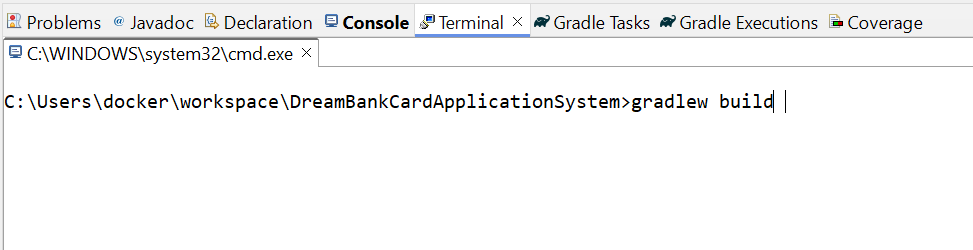 Problems Javadoc Declaration Console Terminal Gradle Tasks Gradle Executions Coverage
C:\WINDOWS\system32\cmd.exe
C:\Users\docker\workspace\DreamBankCardApplicationSystem>gradlew build